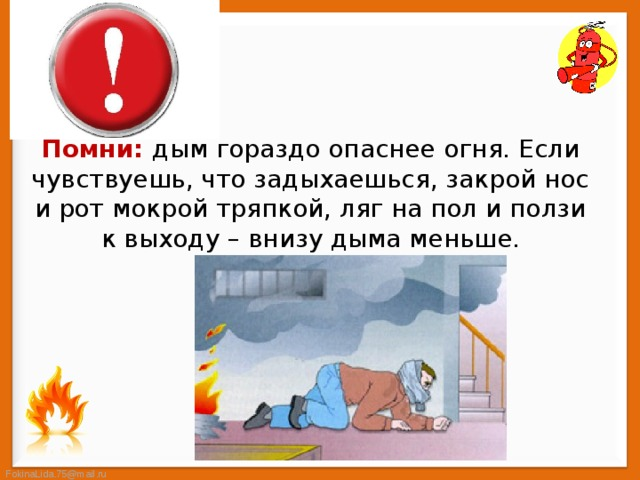 Помни: дым гораздо опаснее огня. Если
чувствуешь, что задыхаешься, закрой нос
и рот мокрой тряпкой, ляг на пол и ползи
к выходу – внизу дыма меньше.
FokinaLida.75@mail.ru